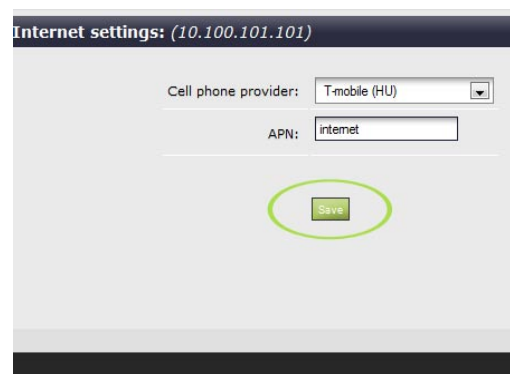 Internet settings: (10.100.101.101)
Cell phone provider: T-mobile (HU)
APN: internet
Save